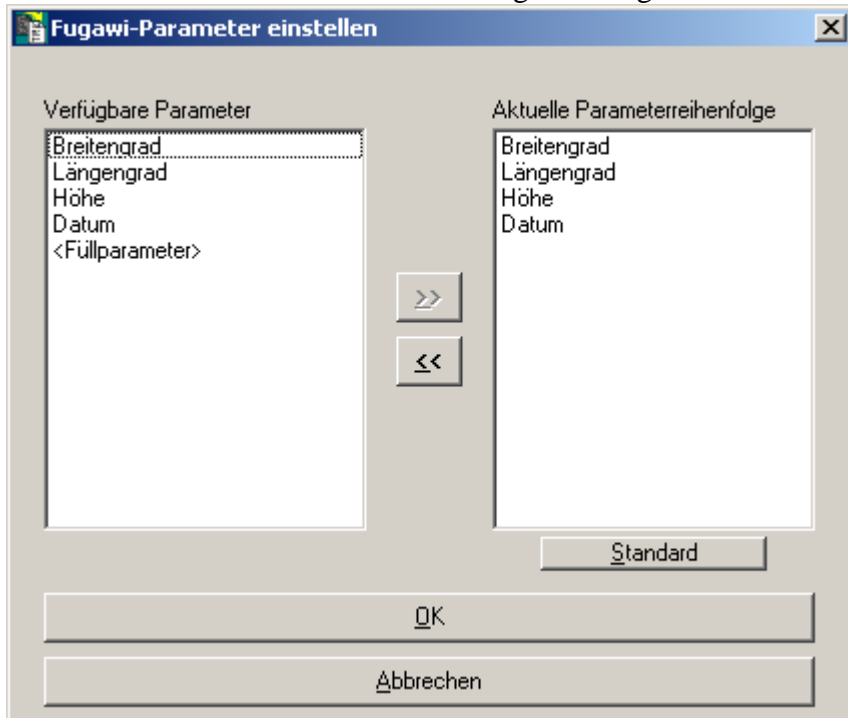 Fugawi-Parameter einstellen
Verfügbare Parameter
Breitengrad
Längengrad
Höhe
Datum
<Füllparameter>
>>
<<
Aktuelle Parameterreihenfolge
Breitengrad
Längengrad
Höhe
Datum
Standard
OK
Abbrechen